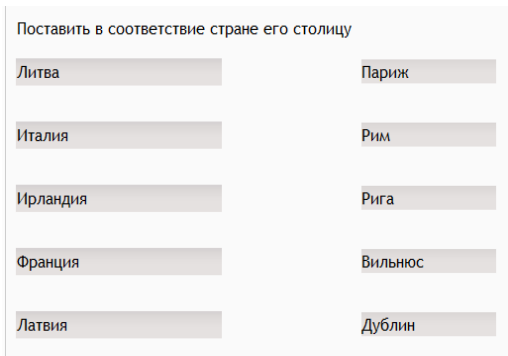 Поставить в соответствие стране его столицу
Литва Париж
Италия Рим
Ирландия Рига
Франция Вильнюс
Латвия Дублин